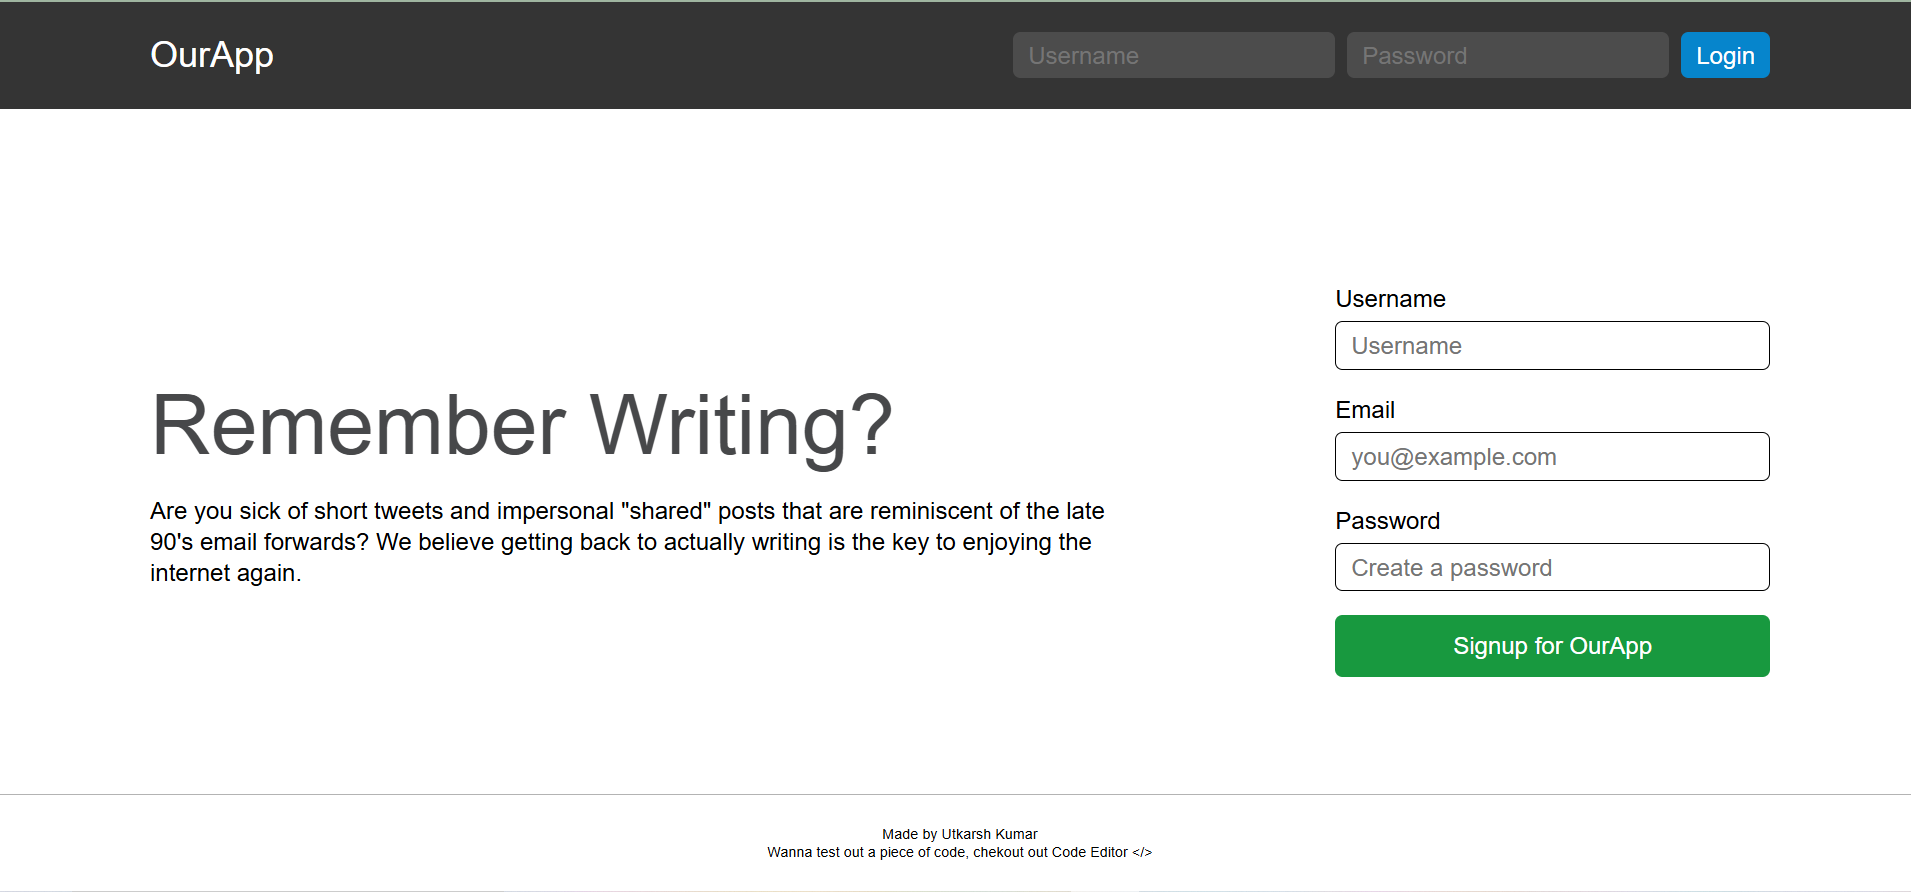 OurApp
Username
Password
Login
Remember Writing?
Are you sick of short tweets and impersonal "shared" posts that are reminiscent of the late
90's email forwards? We believe getting back to actually writing is the key to enjoying the
internet again.
Username
Username
Email
you@example.com
Password
Create a password
Signup for OurApp
Made by Utkarsh Kumar
Wanna test out a piece of code, chekout out Code Editor </>